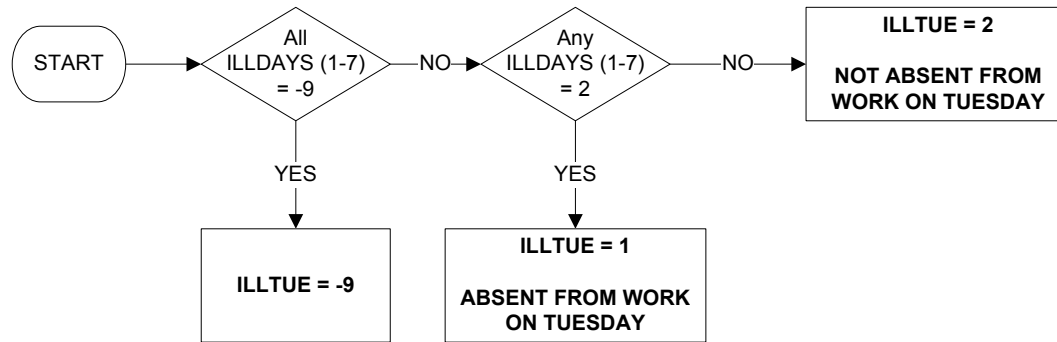 START
All
ILLDAYS (1-7)
= -9
NO
Any
ILLDAYS (1-7)
= 2
NO
ILLTUE = 2
NOT ABSENT FROM
WORK ON TUESDAY
YES
YES
ILLTUE = -9
ILLTUE = 1
ABSENT FROM WORK
ON TUESDAY